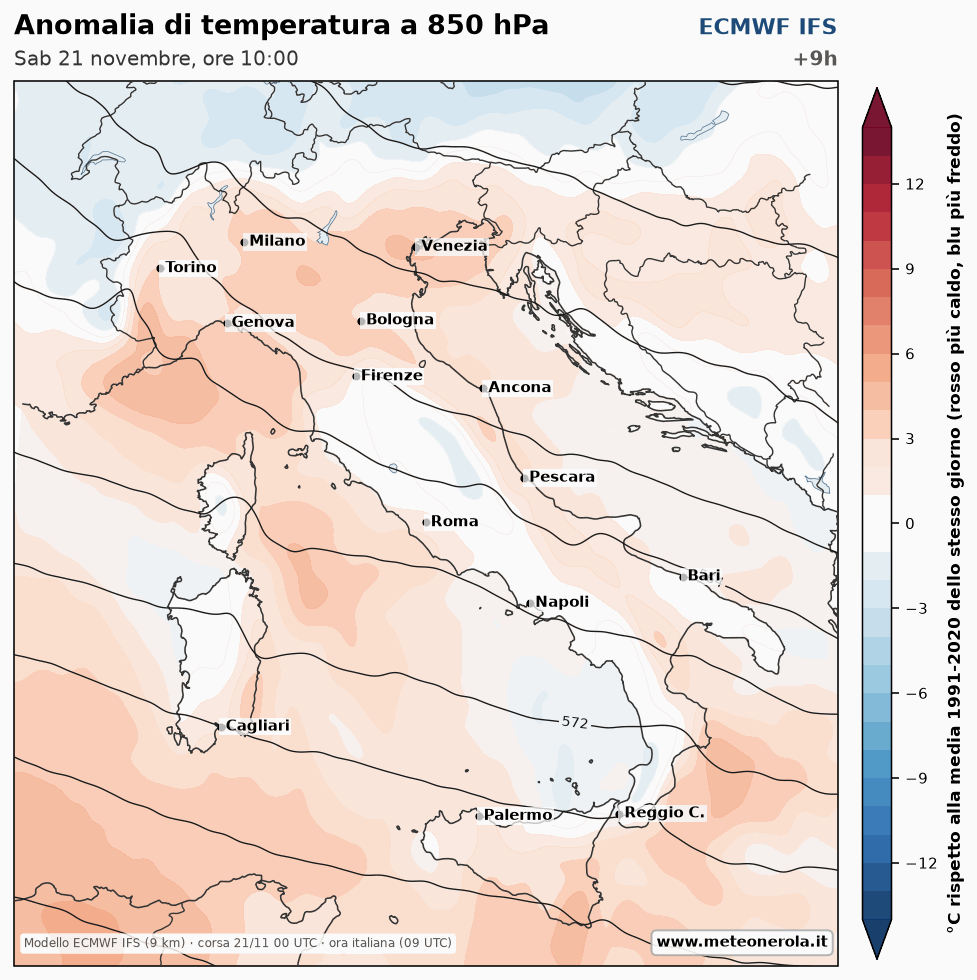 Anomalia di temperatura a 850 hPa
ECMWF IFS
Sab 21 novembre, ore 10:00
+9h
Milano
Venezia
Torino
Genova
Bologna
Firenze
Ancona
Pescara
Roma
Bari
Napoli
572
Cagliari
Palermo
Reggio C.
Modello ECMWF IFS (9 km) · corsa 21/11 00 UTC · ora italiana (09 UTC)
www.meteonerola.it
12
9
6
3
0
−3
−6
−9
−12
°C rispetto alla media 1991-2020 dello stesso giorno (rosso più caldo, blu più freddo)